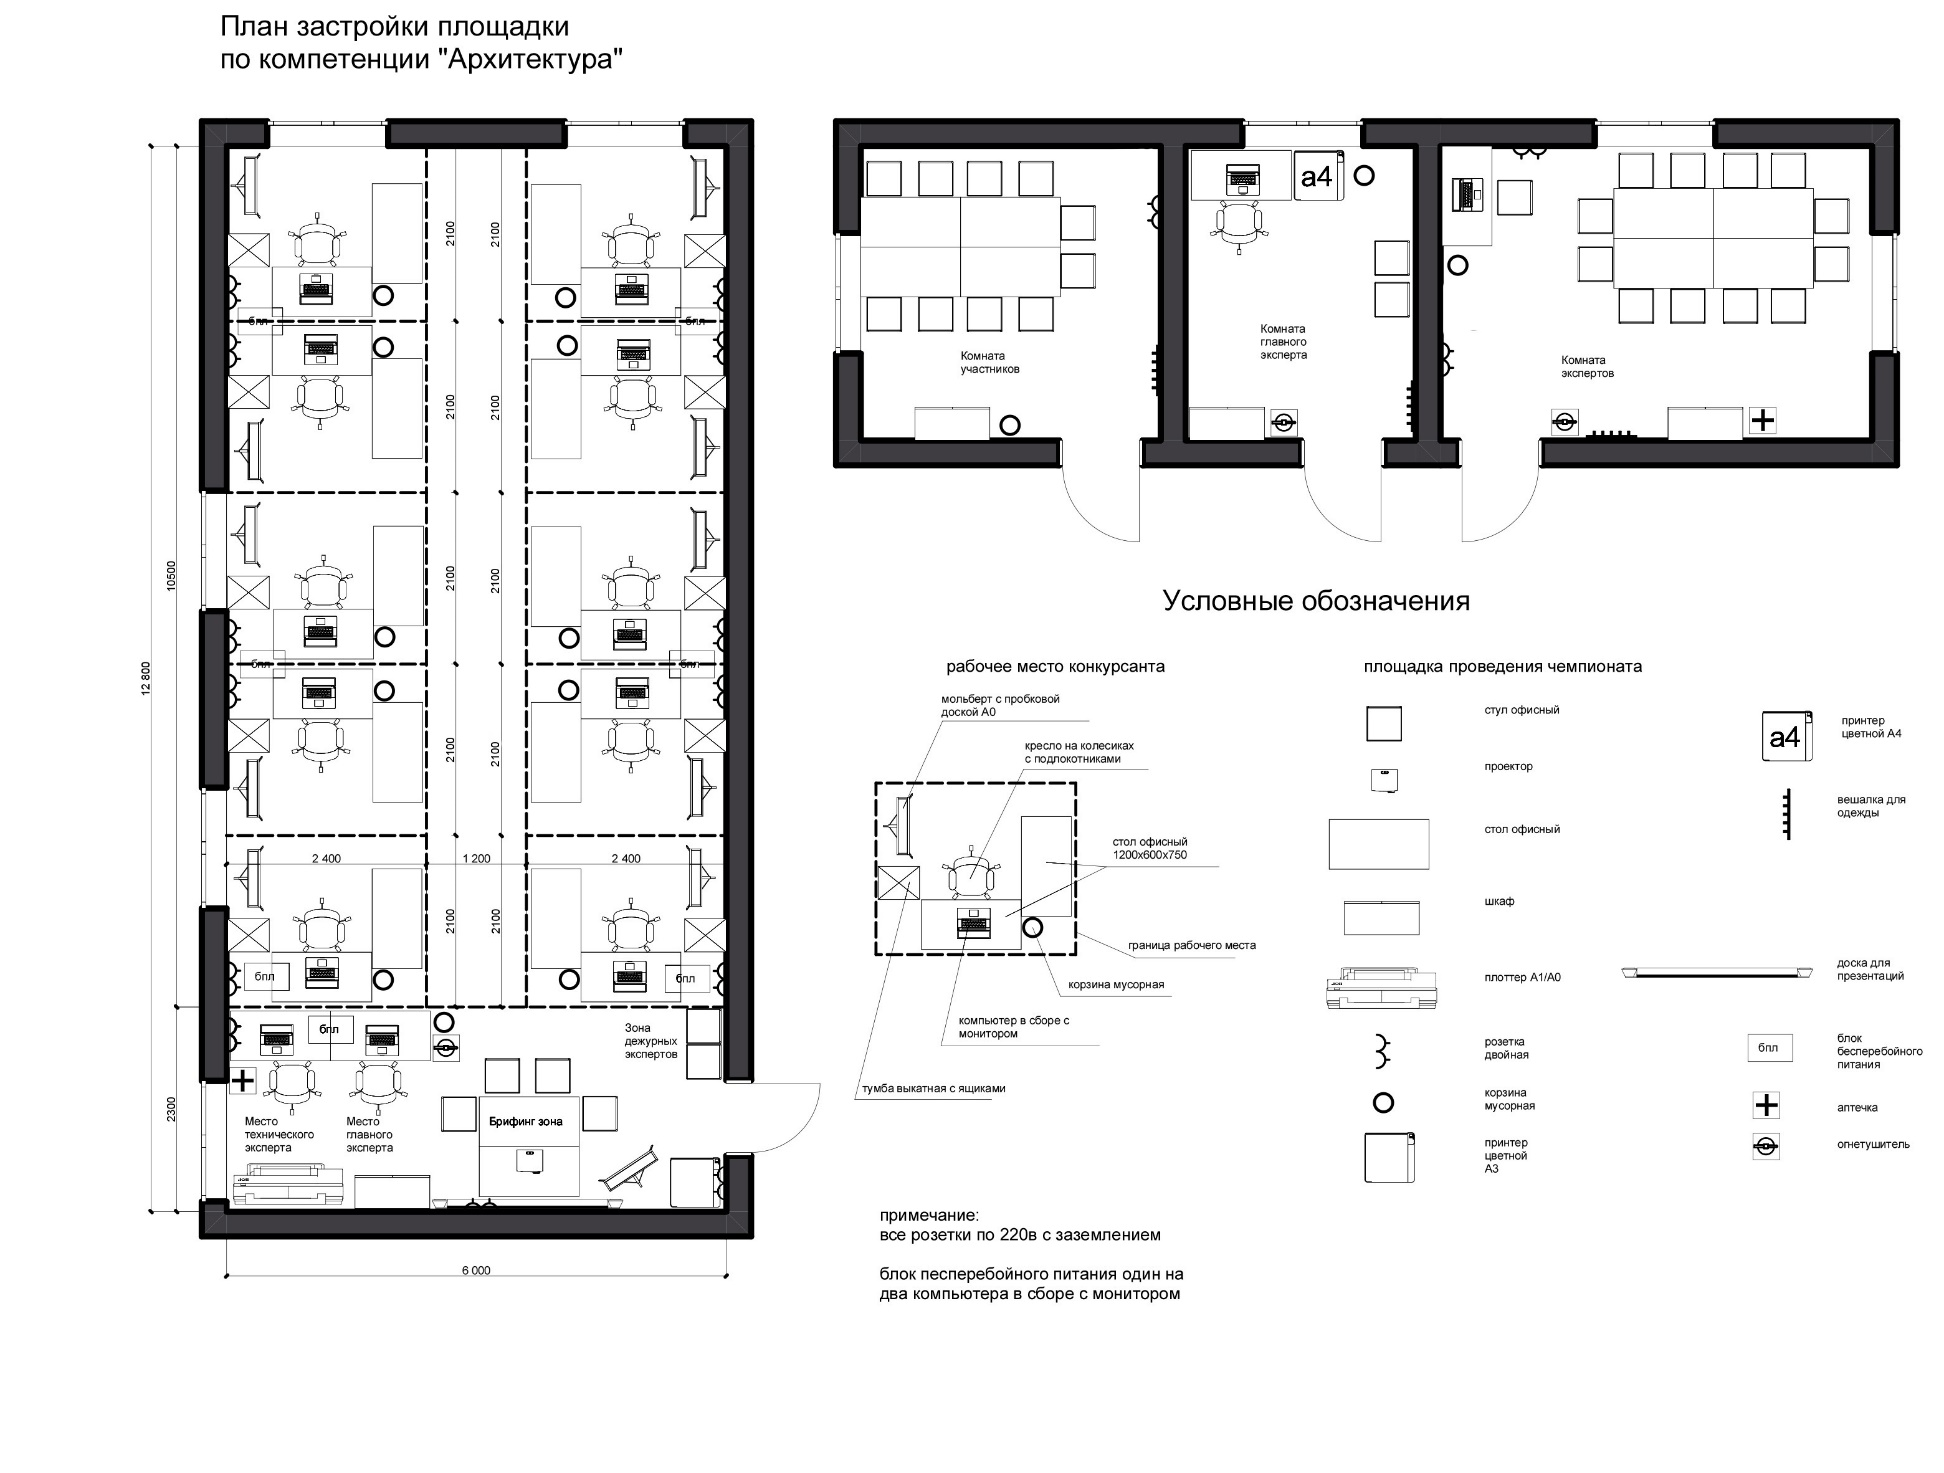 План застройки площадки
по компетенции "Архитектура"
2100
2100
бпл
бпл
2100
2100
10500
12 800
2100
2100
бпл
бпл
2100
2100
2 400
1 200
2 400
2100
2100
бпл
бпл
бпл
Зона
дежурных
экспертов
2300
Место
технического
эксперта
Место
главного
эксперта
Брифинг зона
6 000
a4
Комната
участников
Комната
главного
эксперта
Комната
экспертов
Условные обозначения
рабочее место конкурсанта
мольберт с пробковой
доской А0
кресло на колесиках
с подлокотниками
стол офисный
1200х600х750
граница рабочего места
корзина мусорная
компьютер в сборе с
монитором
тумба выкатная с ящиками
площадка проведения чемпионата
стул офисный
проектор
стол офисный
шкаф
плоттер А1/А0
розетка
двойная
корзина
мусорная
принтер
цветной
А3
a4
принтер
цветной А4
вешалка для
одежды
доска для
презентаций
бпл
блок
бесперебойного
питания
аптечка
огнетушитель
примечание:
все розетки по 220в с заземлением
блок песперебойного питания один на
два компьютера в сборе с монитором